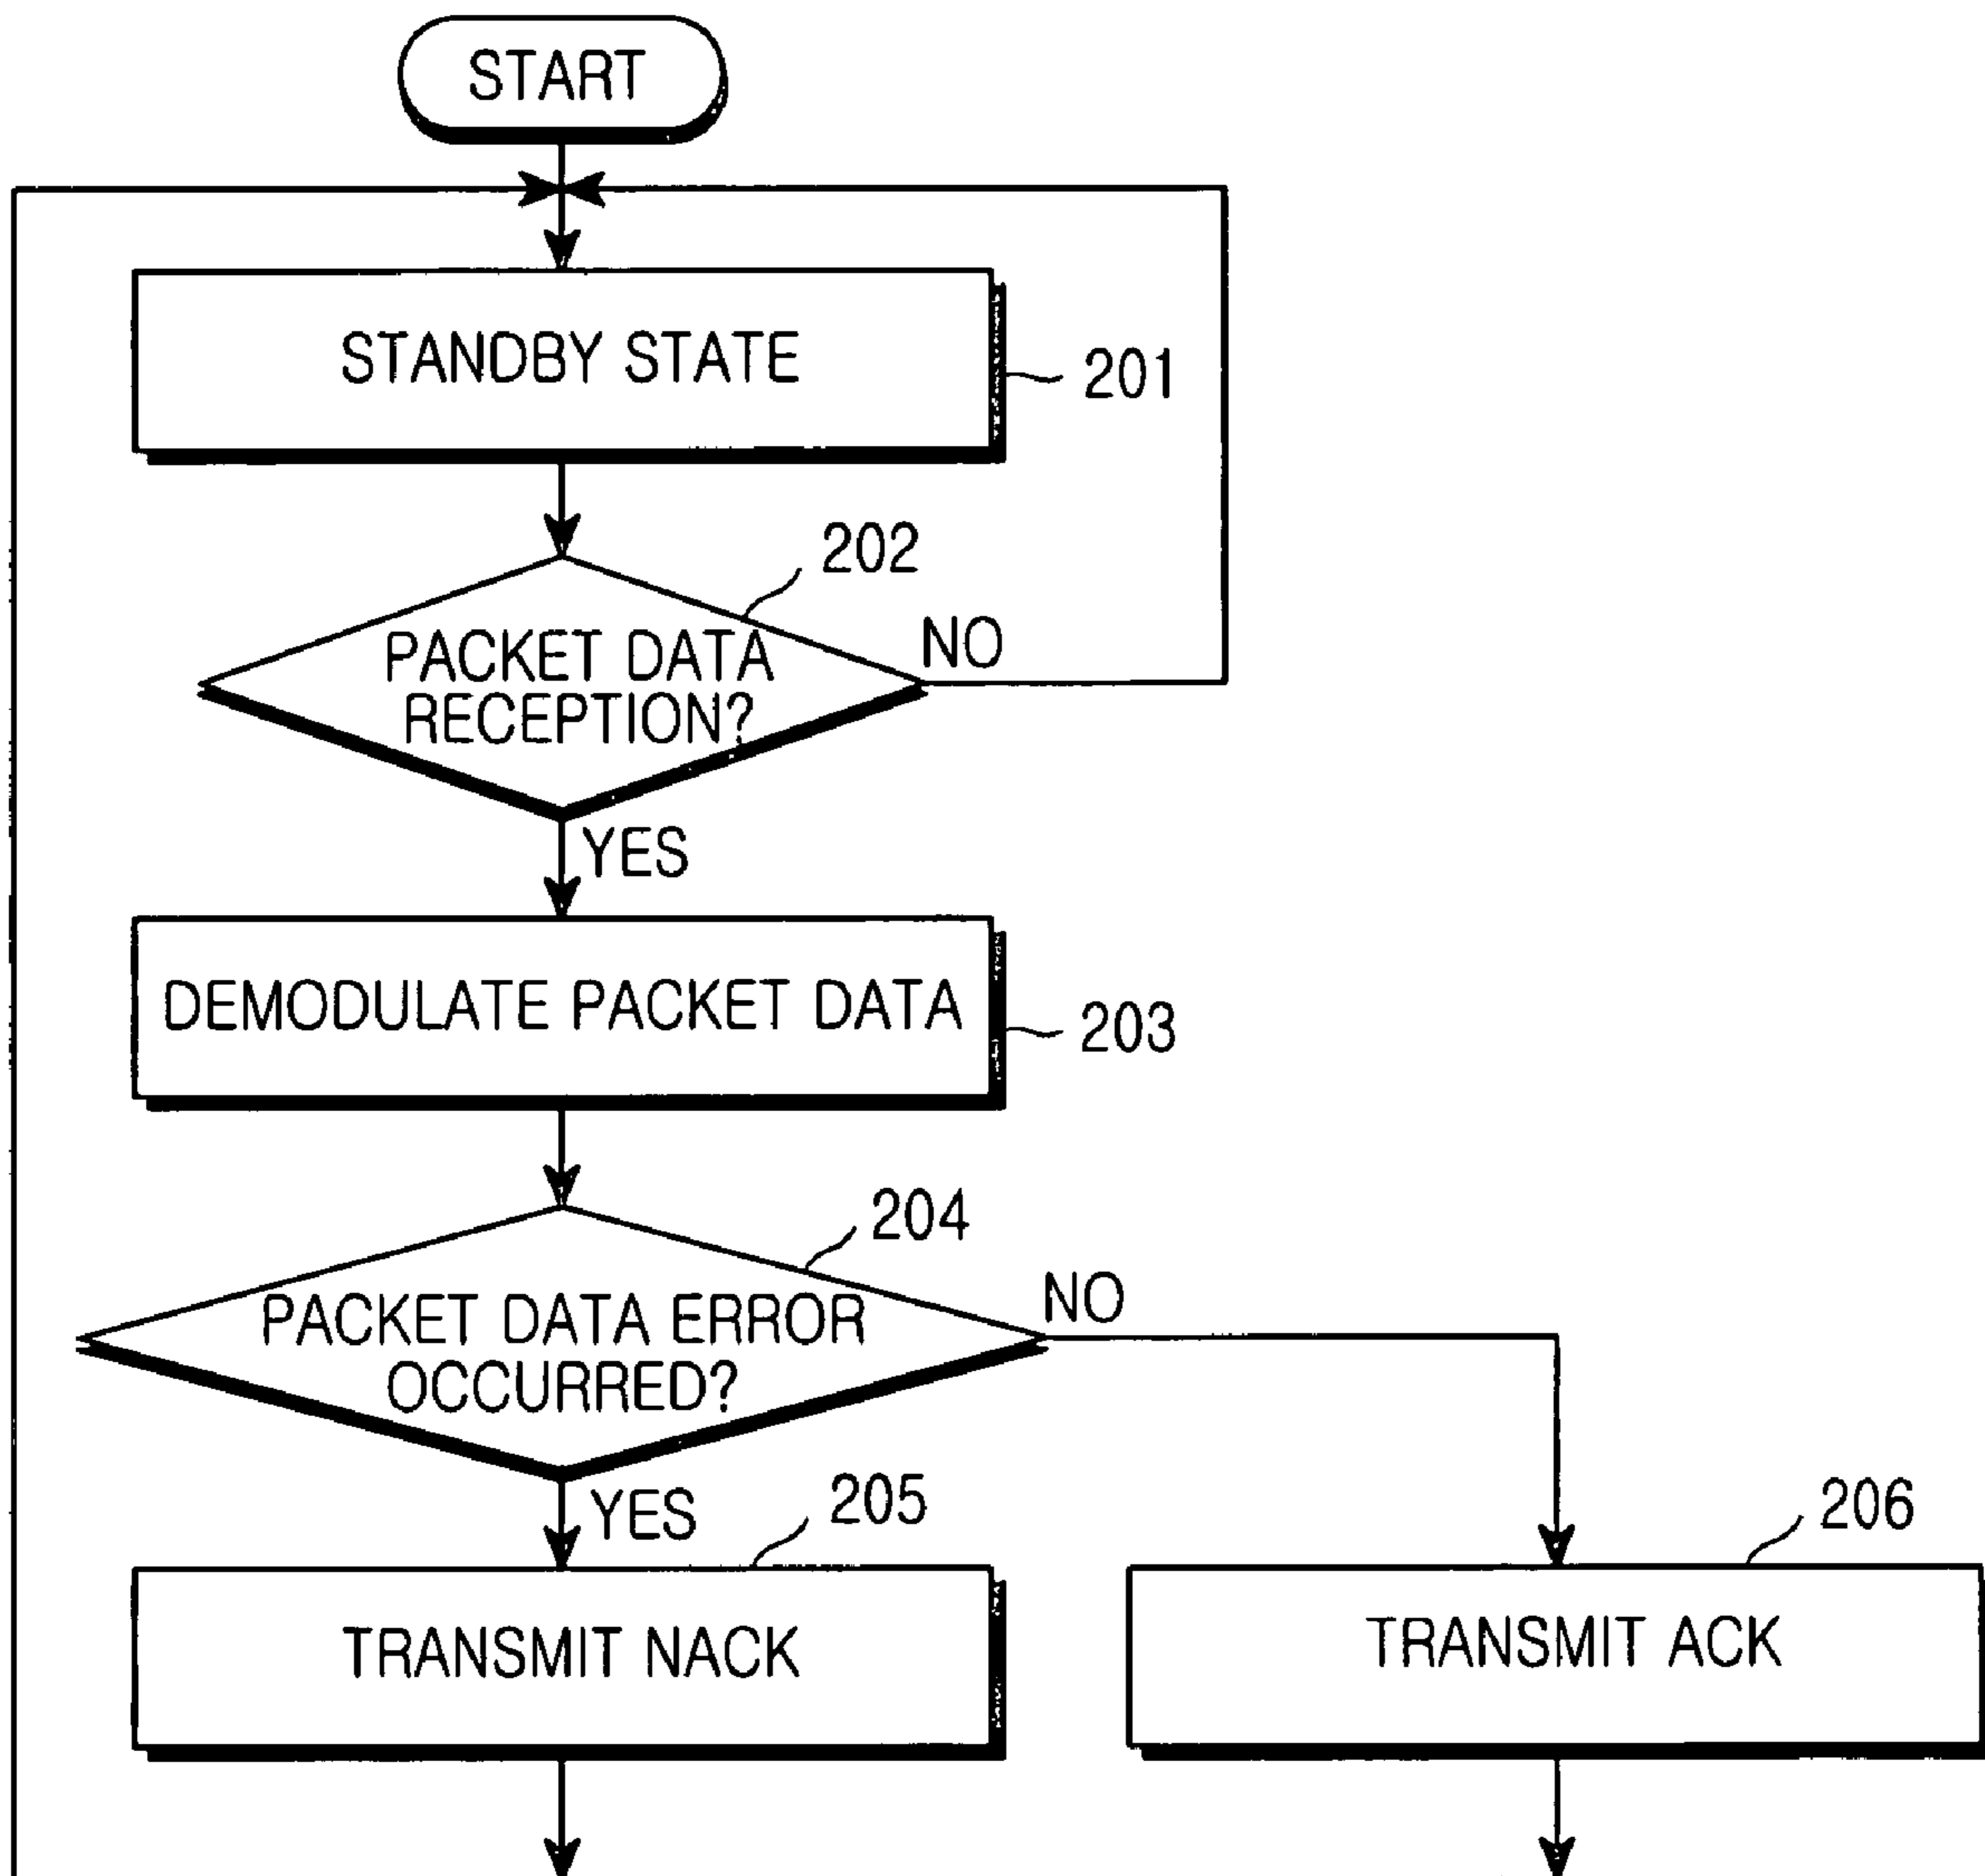 START
STANDBY STATE
201
202
PACKET DATA
RECEPTION?
NO
YES
DEMODULATE PACKET DATA
203
204
PACKET DATA ERROR
OCCURRED?
NO
YES
205
206
TRANSMIT NACK
TRANSMIT ACK